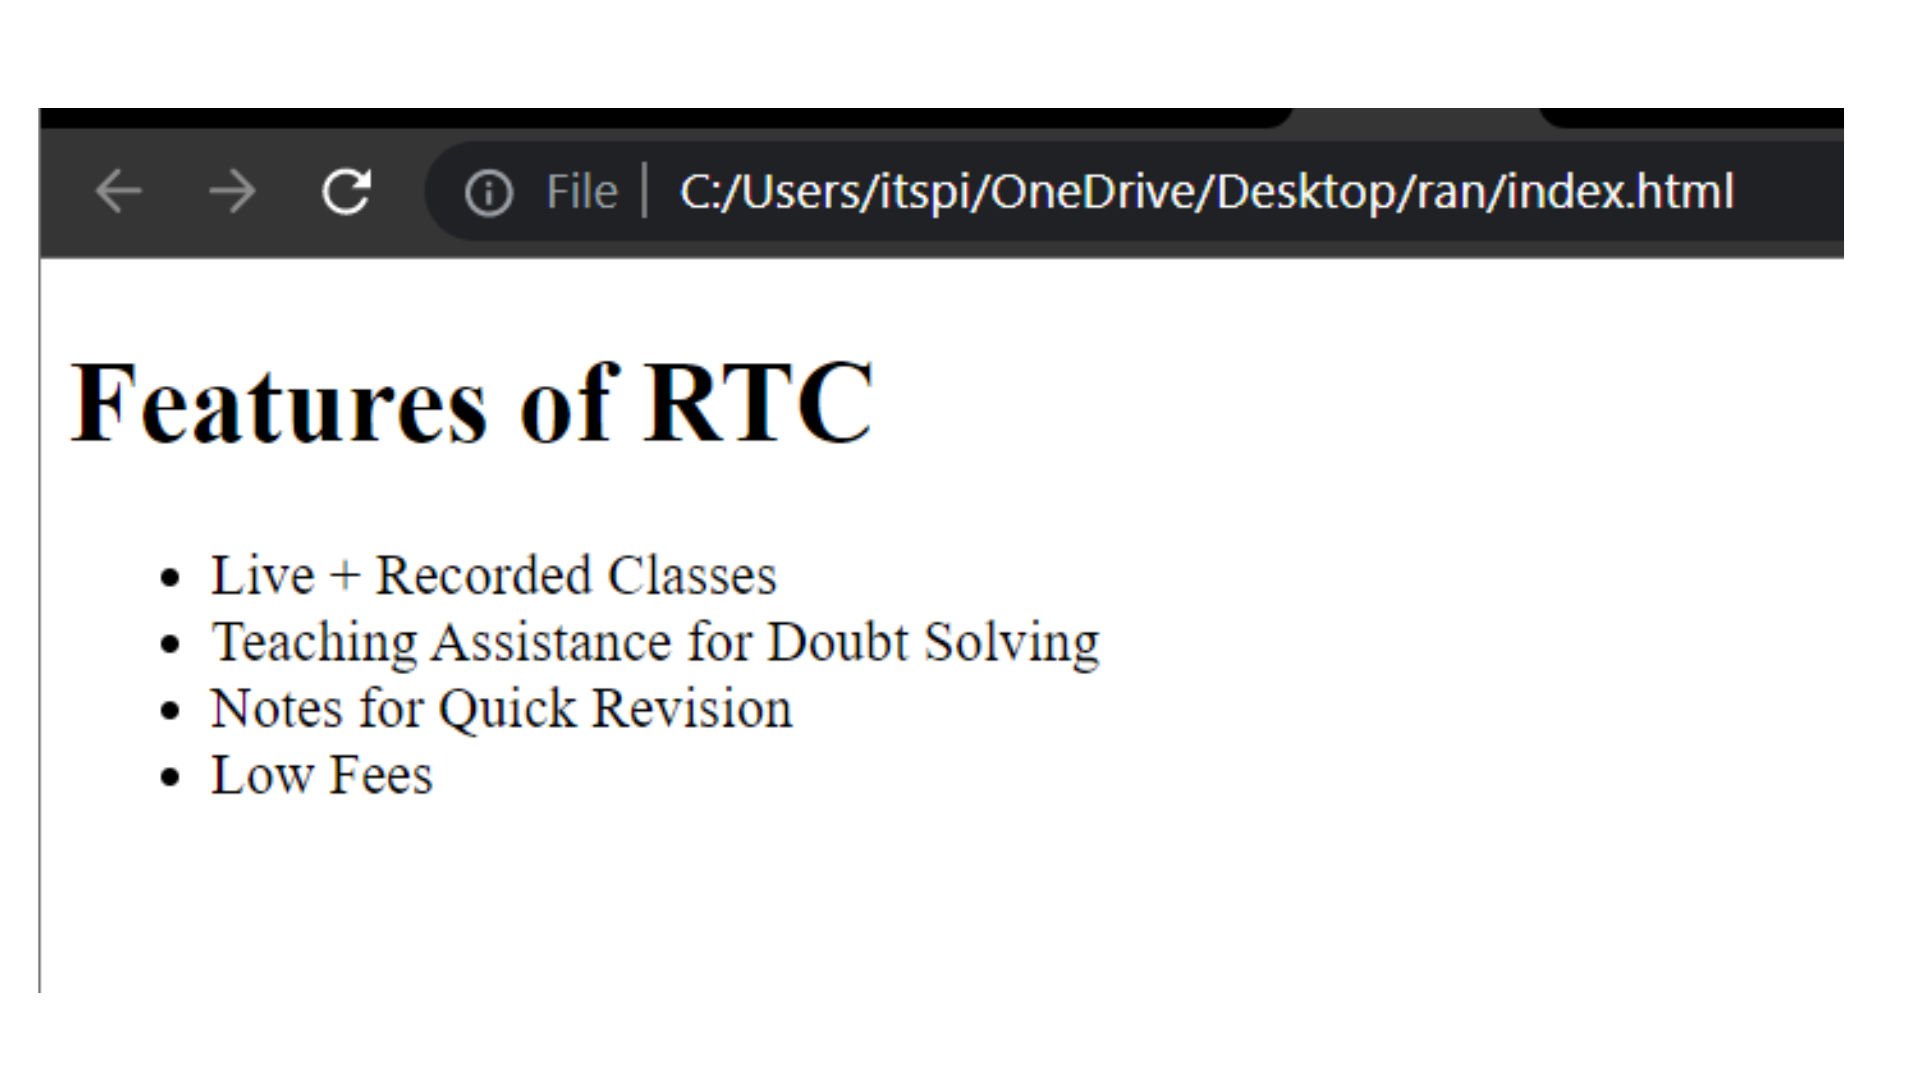 File | C:/Users/itspi/OneDrive/Desktop/ran/index.html
Features of RTC
• Live + Recorded Classes
• Teaching Assistance for Doubt Solving
• Notes for Quick Revision
• Low Fees